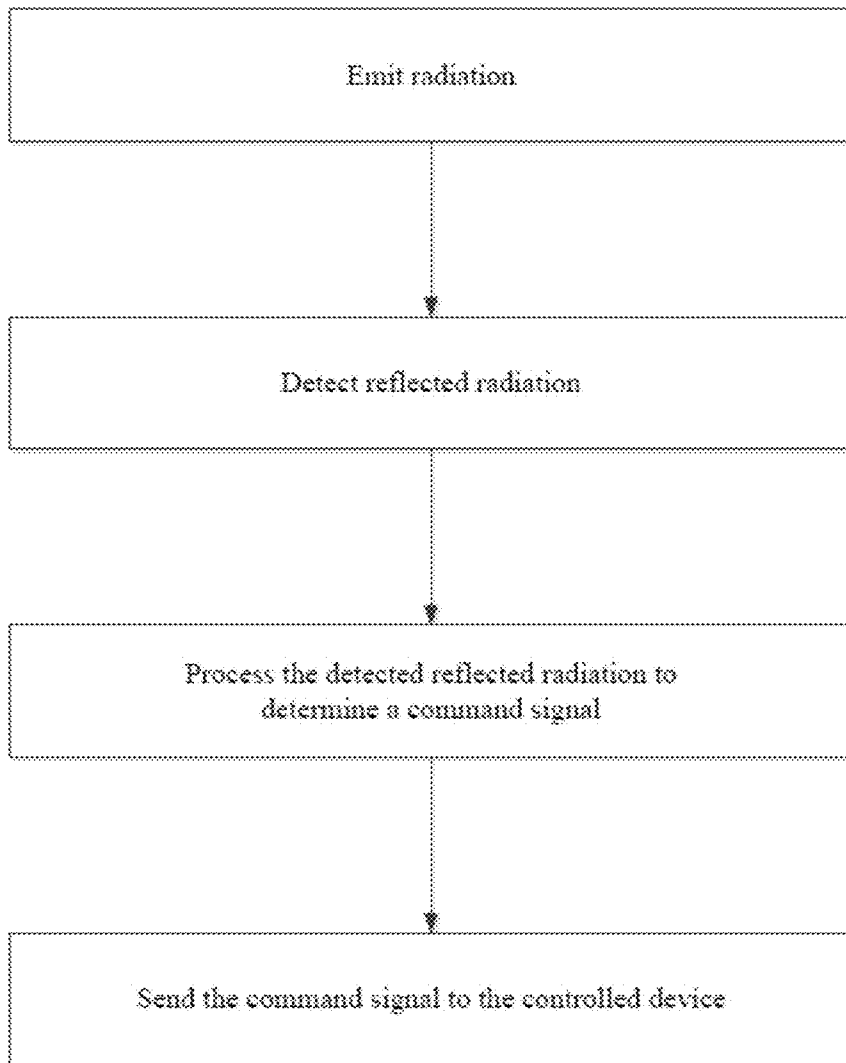 Emit radiation
Detect reflected radiation
Process the detected reflected radiation to
determine a command signal
Send the command signal to the controlled device